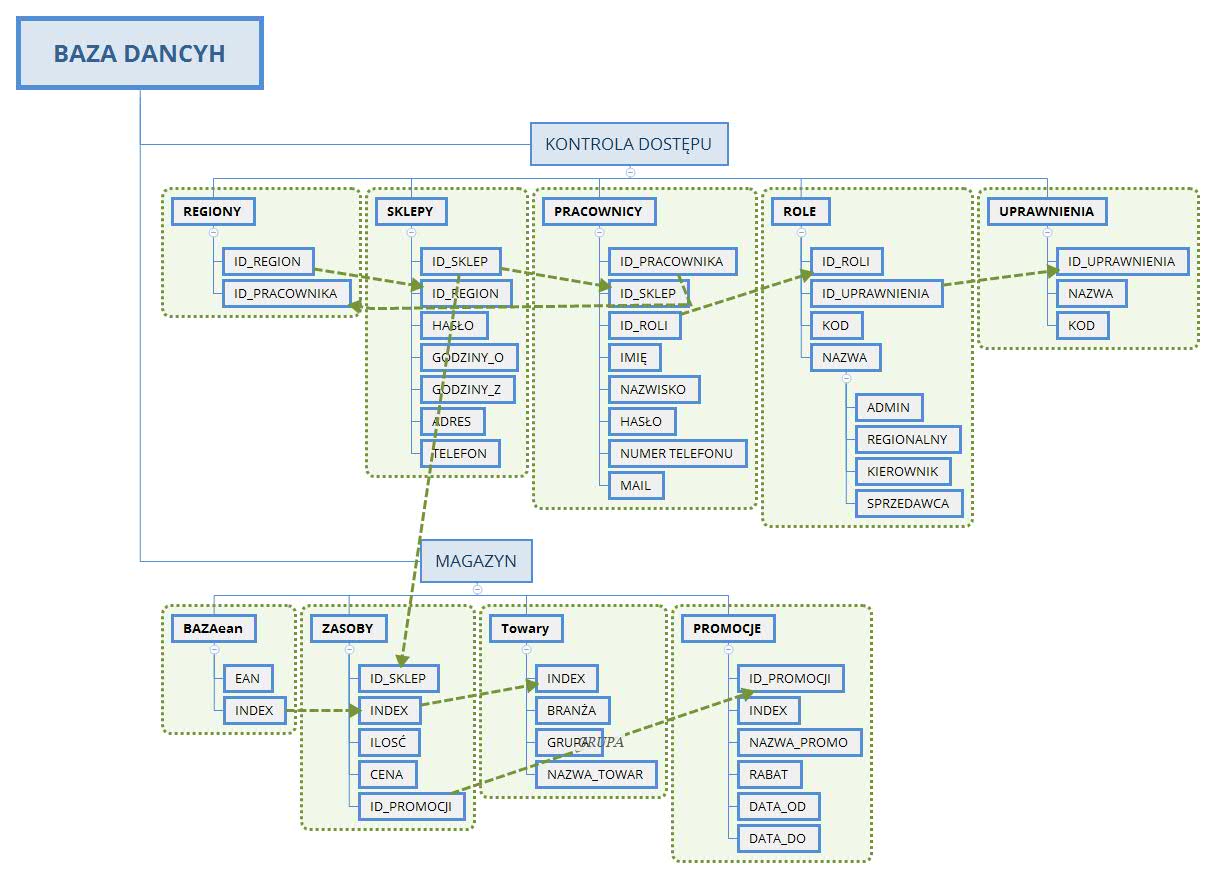 BAZA DANCYH
KONTROLA DOSTĘPU
REGIONY
ID_REGION
ID_PRACOWNIKA
SKLEPY
ID_SKLEP
ID_REGION
HASŁO
GODZINY_O
GODZINY_Z
ADRES
TELEFON
PRACOWNICY
ID_PRACOWNIKA
ID_SKLEP
ID_ROLI
IMIĘ
NAZWISKO
HASŁO
NUMER TELEFONU
MAIL
ROLE
ID_ROLI
ID_UPRAWNIENIA
KOD
NAZWA
ADMIN
REGIONALNY
KIEROWNIK
SPRZEDAWCA
UPRAWNIENIA
ID_UPRAWNIENIA
NAZWA
KOD
MAGAZYN
BAZAean
EAN
INDEX
ZASOBY
ID_SKLEP
INDEX
ILOŚĆ
CENA
ID_PROMOCJI
Towary
INDEX
BRANŻA
GRUPA
GRUPA
NAZWA_TOWAR
PROMOCJE
ID_PROMOCJI
INDEX
NAZWA_PROMO
RABAT
DATA_OD
DATA_DO